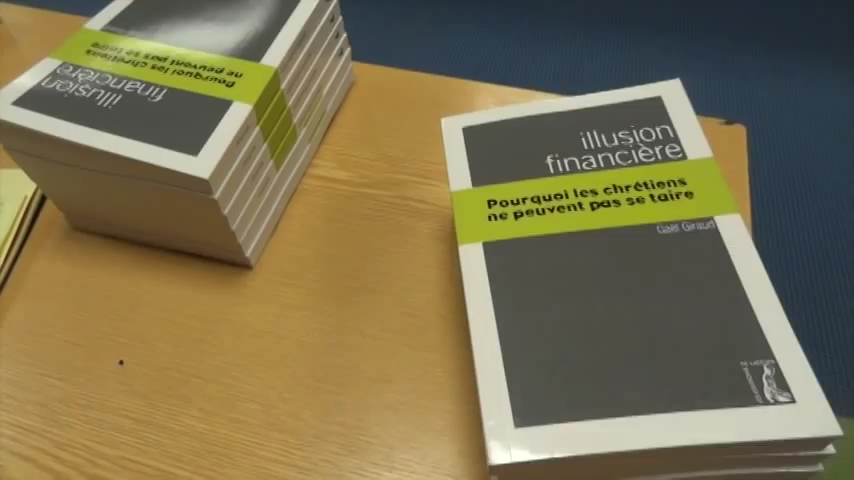 illusion
financière
Pourquoi les chrétiens
ne peuvent pas se taire
illusion
financière
Pourquoi les chrétiens
ne peuvent pas se taire
Gaël Giraud